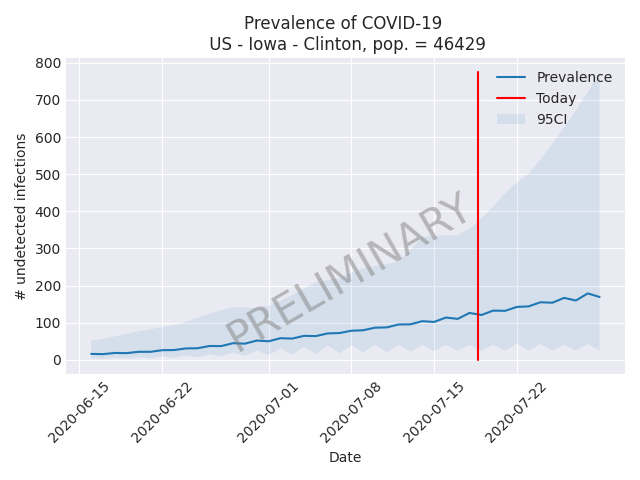 Prevalence of COVID-19
US - Iowa - Clinton, pop. = 46429
800
700
600
500
400
300
200
100
0
# undetected infections
Prevalence
Today
95CI
PRELIMINARY
2020-06-15
2020-06-22
2020-07-01
2020-07-08
2020-07-15
2020-07-22
Date